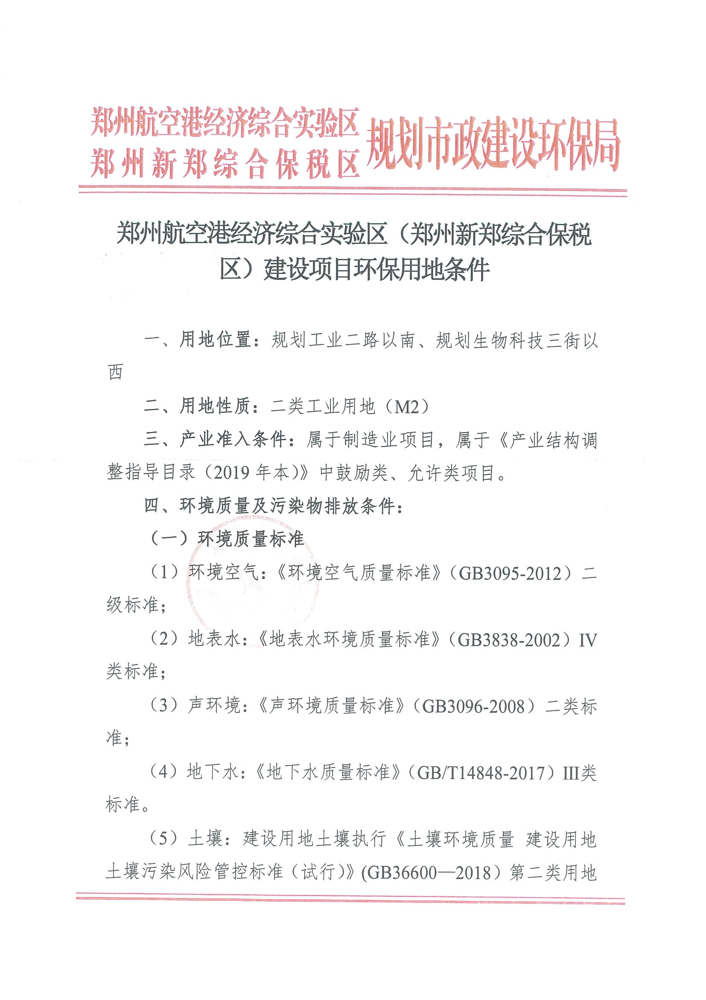 郑州航空港经济综合实验区
郑州新郑综合保税区
规划市政建设环保局
郑州航空港经济综合实验区（郑州新郑综合保税
区）建设项目环保用地条件
一、用地位置：规划工业二路以南、规划生物科技三街以
西
二、用地性质：二类工业用地（M2）
三、产业准入条件：属于制造业项目，属于《产业结构调
整指导目录（2019 年本）》中鼓励类、允许类项目。
四、环境质量及污染物排放条件：
（一）环境质量标准
（1）环境空气：《环境空气质量标准》（GB3095-2012）二
级标准；
（2）地表水：《地表水环境质量标准》（GB3838-2002）IV
类标准；
（3）声环境：《声环境质量标准》（GB3096-2008）二类标
准；
（4）地下水：《地下水质量标准》（GB/T14848-2017）III类
标准。
（5）土壤：建设用地土壤执行《土壤环境质量 建设用地
土壤污染风险管控标准（试行）》(GB36600—2018）第二类用地